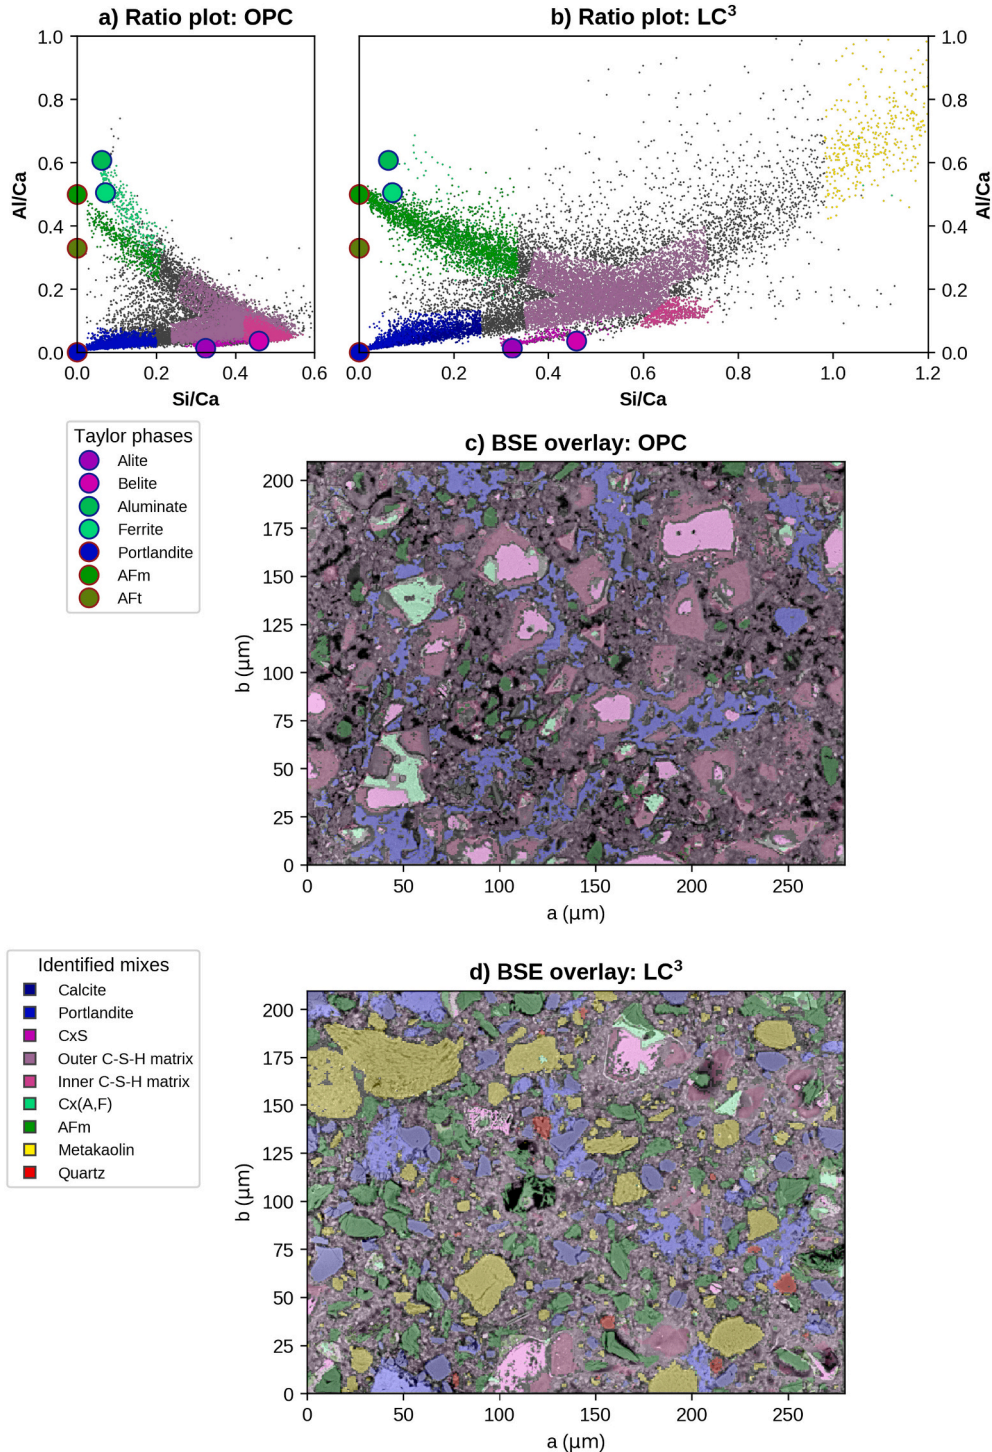 a) Ratio plot: OPC
b) Ratio plot: LC³
1.0
0.8
0.6
0.4
0.2
0.0
Al/Ca
0.0 0.2 0.4 0.6
Si/Ca
0.0 0.2 0.4 0.6 0.8 1.0 1.2
Si/Ca
1.0
0.8
0.6
0.4
0.2
0.0
Al/Ca
Taylor phases
Alite
Belite
Aluminate
Ferrite
Portlandite
AFm
AFt
c) BSE overlay: OPC
200
175
150
125
100
75
50
25
0
b (μm)
0 50 100 150 200 250
a (μm)
Identified mixes
Calcite
Portlandite
CxS
Outer C-S-H matrix
Inner C-S-H matrix
Cx(A,F)
AFm
Metakaolin
Quartz
d) BSE overlay: LC³
200
175
150
125
100
75
50
25
0
b (μm)
0 50 100 150 200 250
a (μm)